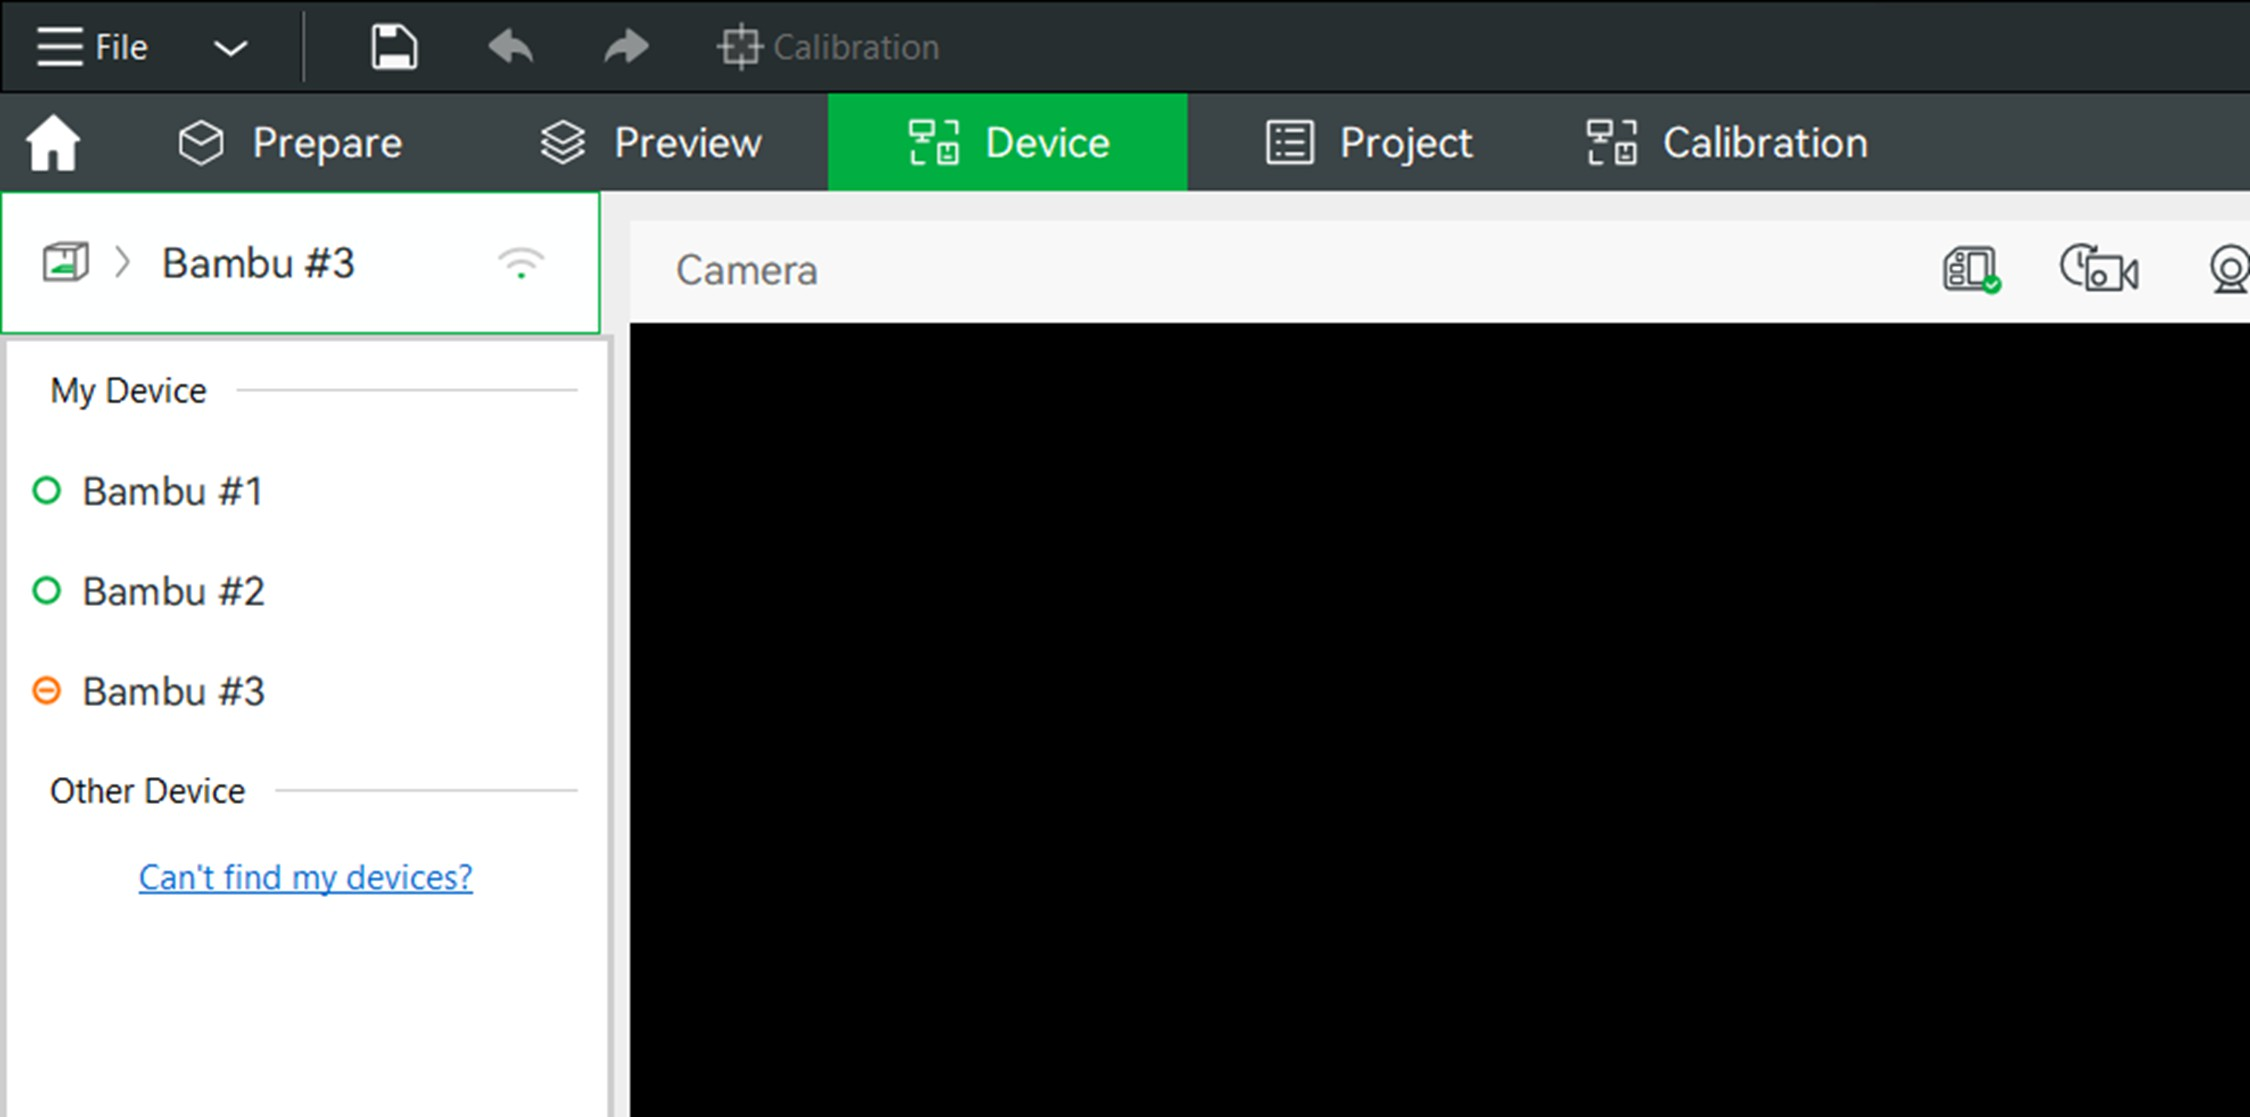 File
Calibration
Prepare
Preview
Device
Project
Calibration
Bambu #3
Camera
My Device
Bambu #1
Bambu #2
Bambu #3
Other Device
Can't find my devices?